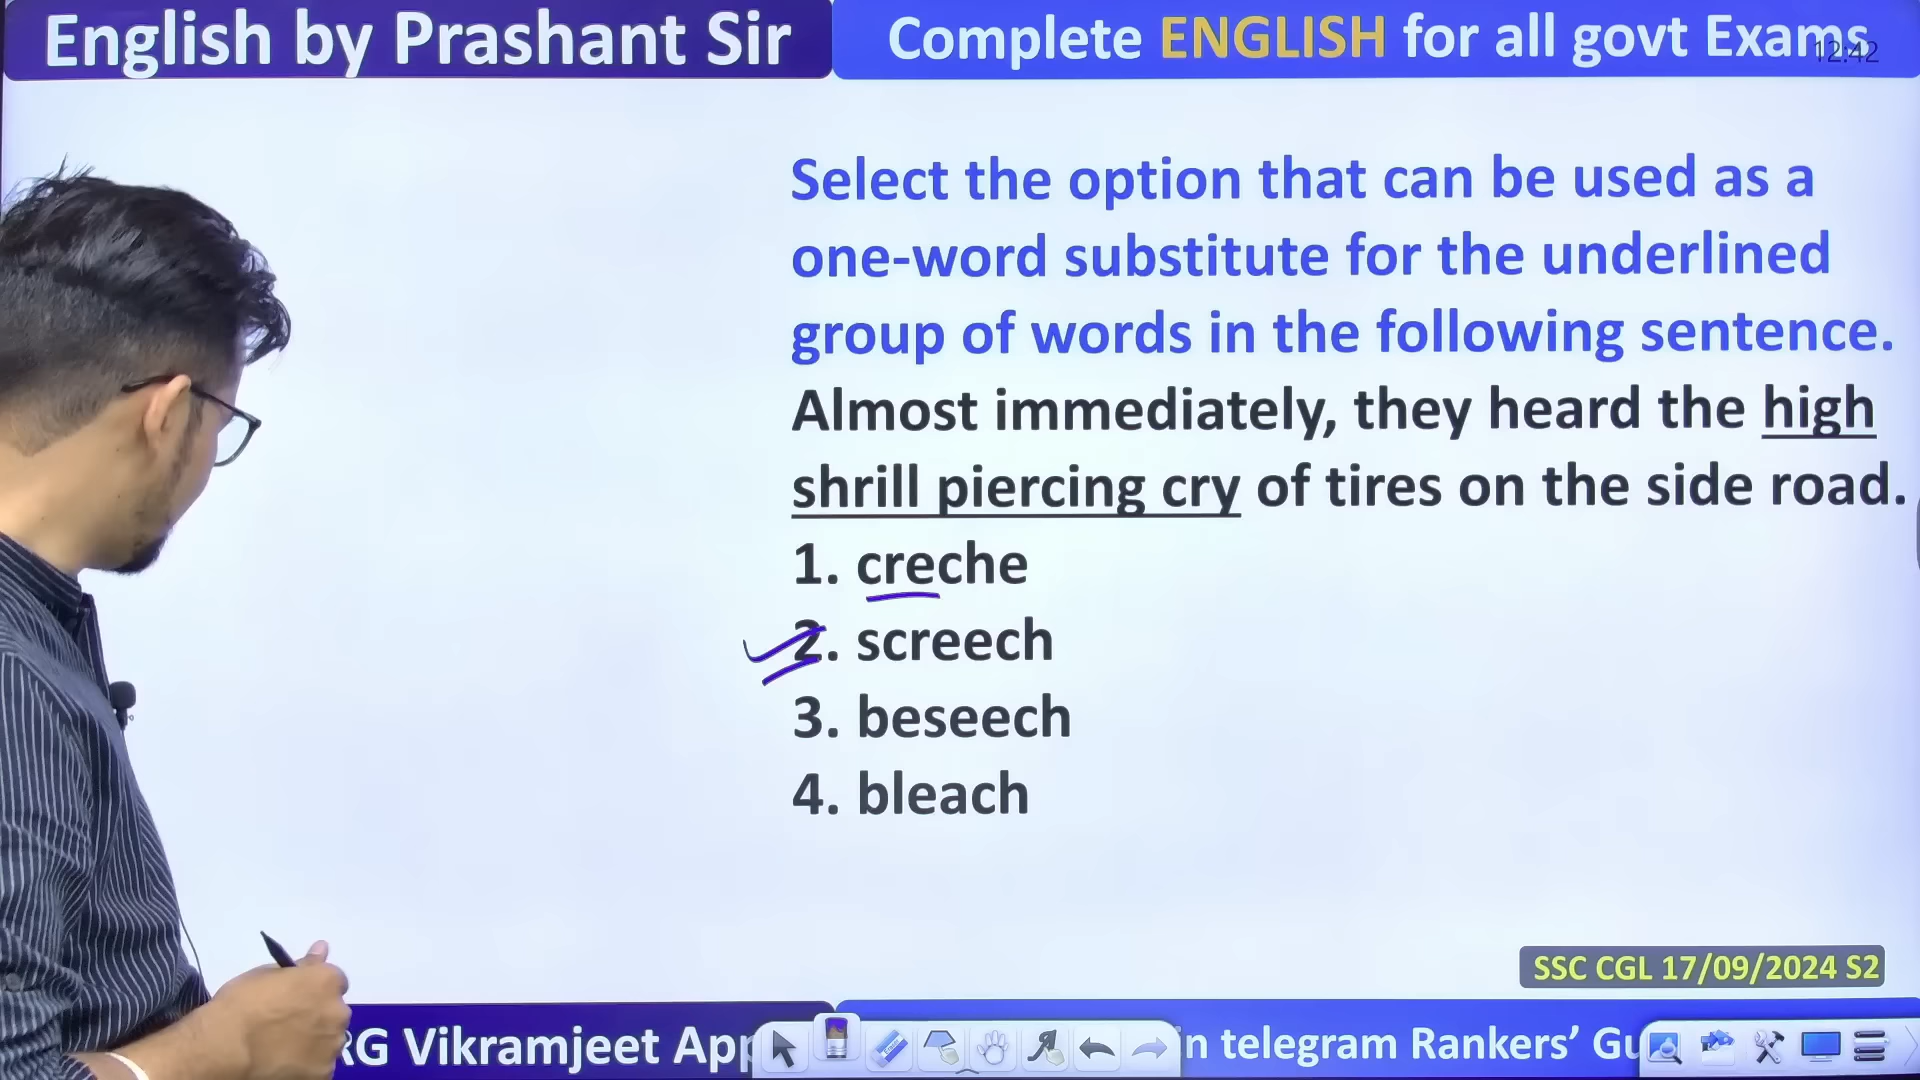 English by Prashant Sir
Complete ENGLISH for all govt Exams
12:42
Select the option that can be used as a
one-word substitute for the underlined
group of words in the following sentence.
Almost immediately, they heard the high
shrill piercing cry of tires on the side road.
1. creche
2. screech
3. beseech
4. bleach
SSC CGL 17/09/2024 S2
RG Vikramjeet App
in telegram Rankers’ Gu